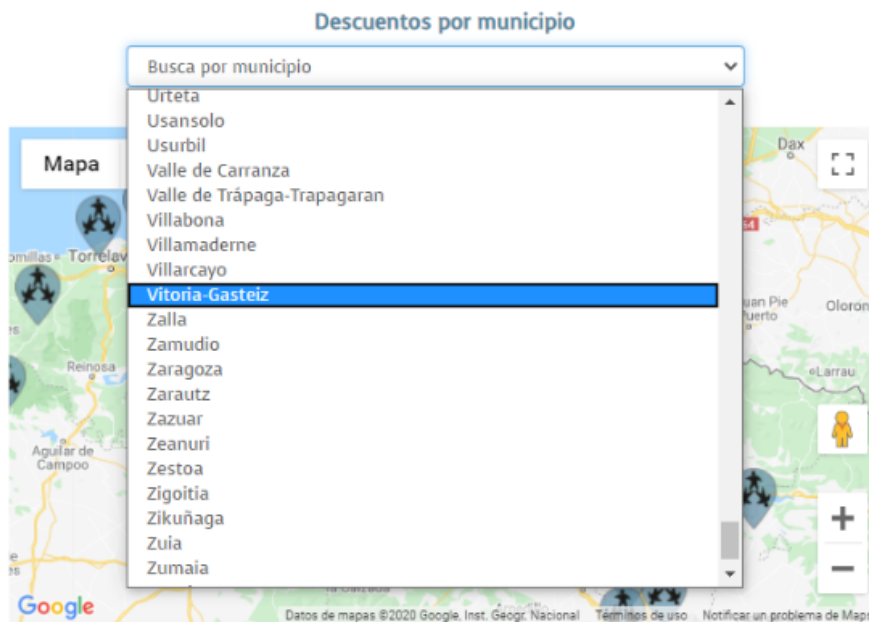 Descuentos por municipio
Busca por municipio
Urteta
Usansolo
Usurbil
Valle de Carranza
Valle de Trápaga-Trapagaran
Villabona
Villamaderne
Villarcayo
Vitoria-Gasteiz
Zalla
Zamudio
Zaragoza
Zarautz
Zazuar
Zeanuri
Zestoa
Zigoitia
Zikuñaga
Zuia
Zumaia
Mapa
Dax
Torrelav
Reinosa
Aguilar de
Campoo
Puerto
Oloron
Larrau
Google
Datos de mapas ©2020 Google, Inst. Geogr. Nacional
Términos de uso
Notificar un problema de Maps